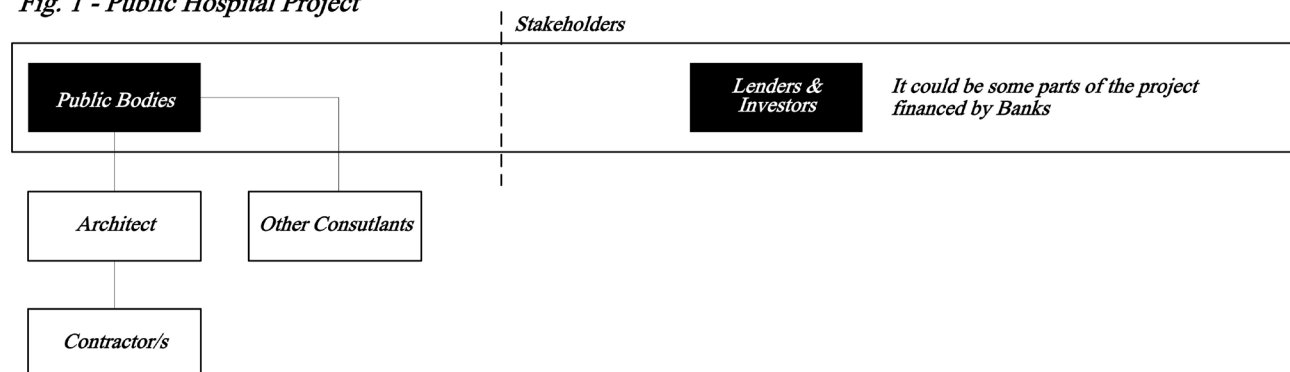 Fig. 1 - Public Hospital Project
Stakeholders
Public Bodies
Lenders &
Investors
It could be some parts of the project
financed by Banks
Architect
Other Consutlants
Contractor/s